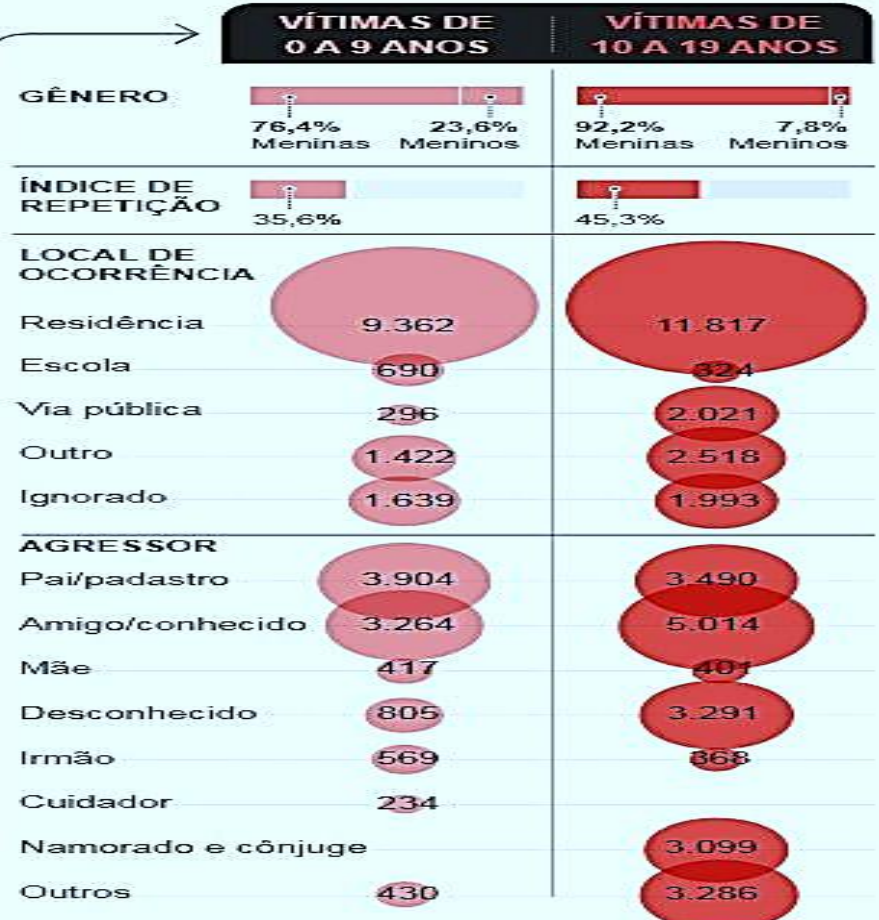 VÍTIMAS DE
0 A 9 ANOS
VÍTIMAS DE
10 A 19 ANOS
GÊNERO
76,4%
Meninas
23,6%
Meninos
92,2%
Meninas
7,8%
Meninos
ÍNDICE DE
REPETIÇÃO
35,6%
45,3%
LOCAL DE
OCORRÊNCIA
Residência 9.362 11.817
Escola 690 324
Via pública 296 2.021
Outro 1.422 2.518
Ignorado 1.639 1.993
AGRESSOR
Pai/padastro 3.904 3.490
Amigo/conhecido 3.264 5.014
Mãe 417 401
Desconhecido 805 3.291
Irmão 569 368
Cuidador 234
Namorado e cônjuge 3.099
Outros 430 3.286